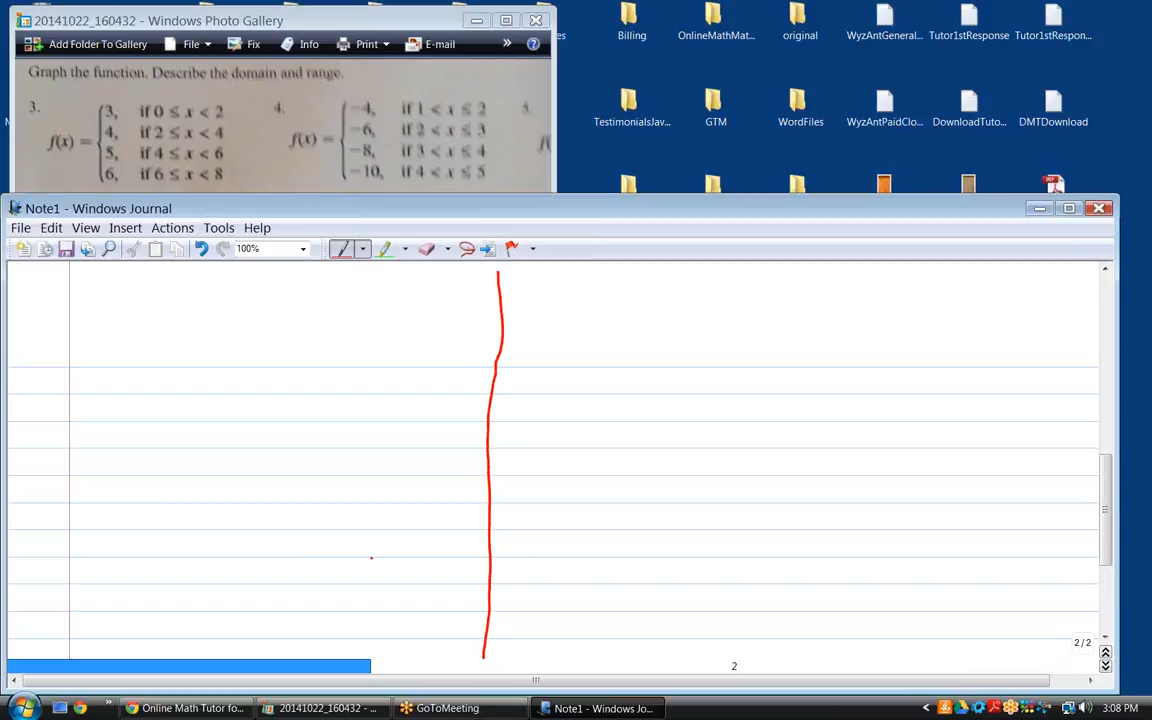 20141022_160432 - Windows Photo Gallery
Add Folder To Gallery File Fix Info Print E-mail »
Graph the function. Describe the domain and range.
3. 4. 5.
f(x) = f(x) =
3, if 0 ≤ x < 2
4, if 2 ≤ x < 4
5, if 4 ≤ x < 6
6, if 6 ≤ x < 8
-4, if 1 < x ≤ 2
-6, if 2 < x ≤ 3
-8, if 3 < x ≤ 4
-10, if 4 < x ≤ 5
Billing OnlineMathMat... original WyzAntGeneral... Tutor1stResponse Tutor1stRespon...
TestimonialsJav... GTM WordFiles WyzAntPaidClo... DownloadTuto... DMTDownload
Note1 - Windows Journal
File Edit View Insert Actions Tools Help
100%
2 / 2
2
» Online Math Tutor fo... 20141022_160432 - ... GoToMeeting Note1 - Windows Jo... 3:08 PM